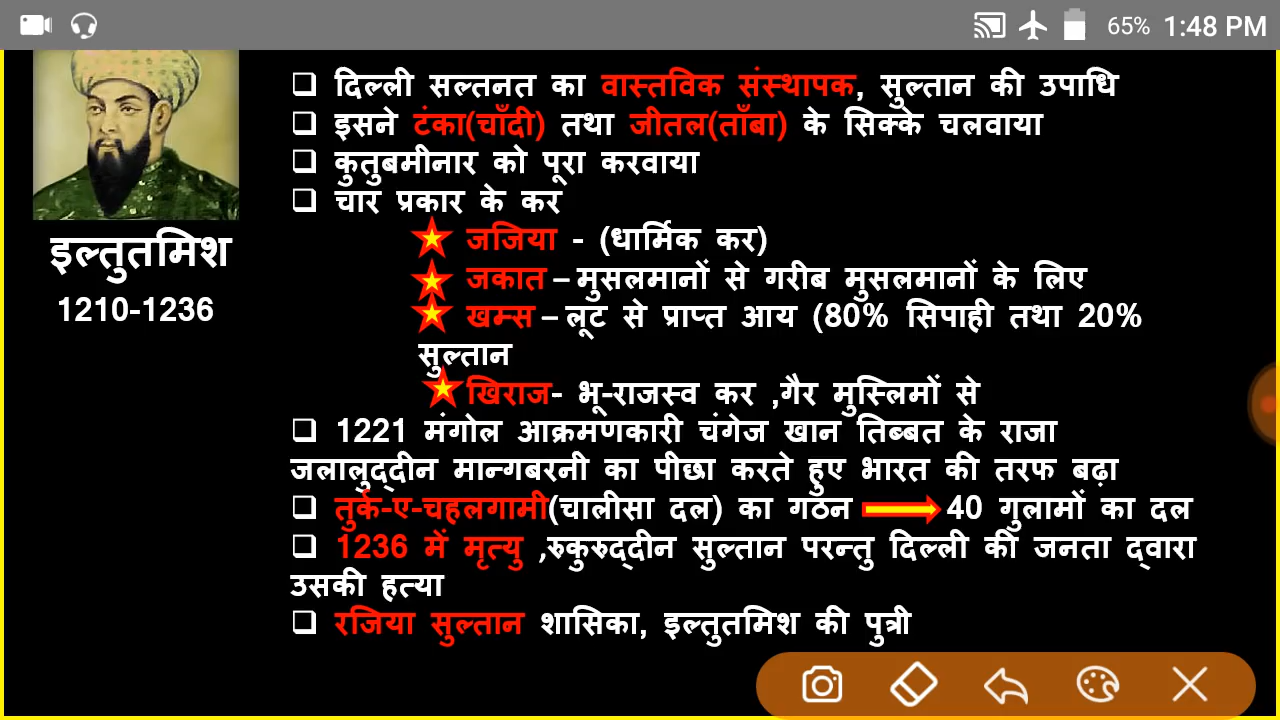 65% 1:48 PM
❑ दिल्ली सल्तनत का वास्तविक संस्थापक, सुल्तान की उपाधि
❑ इसने टंका(चाँदी) तथा जीतल(ताँबा) के सिक्के चलवाया
❑ कुतुबमीनार को पूरा करवाया
❑ चार प्रकार के कर
जजिया - (धार्मिक कर)
जकात – मुसलमानों से गरीब मुसलमानों के लिए
खम्स – लूट से प्राप्त आय (80% सिपाही तथा 20%
सुल्तान
खिराज- भू-राजस्व कर ,गैर मुस्लिमों से
❑ 1221 मंगोल आक्रमणकारी चंगेज खान तिब्बत के राजा
जलालुद्दीन मान्गबरनी का पीछा करते हुए भारत की तरफ बढ़ा
❑ तुर्क-ए-चहलगामी(चालीसा दल) का गठन 40 गुलामों का दल
❑ 1236 में मृत्यु ,रुकुरुद्दीन सुल्तान परन्तु दिल्ली की जनता द्वारा
उसकी हत्या
❑ रजिया सुल्तान शासिका, इल्तुतमिश की पुत्री
इल्तुतमिश
1210-1236